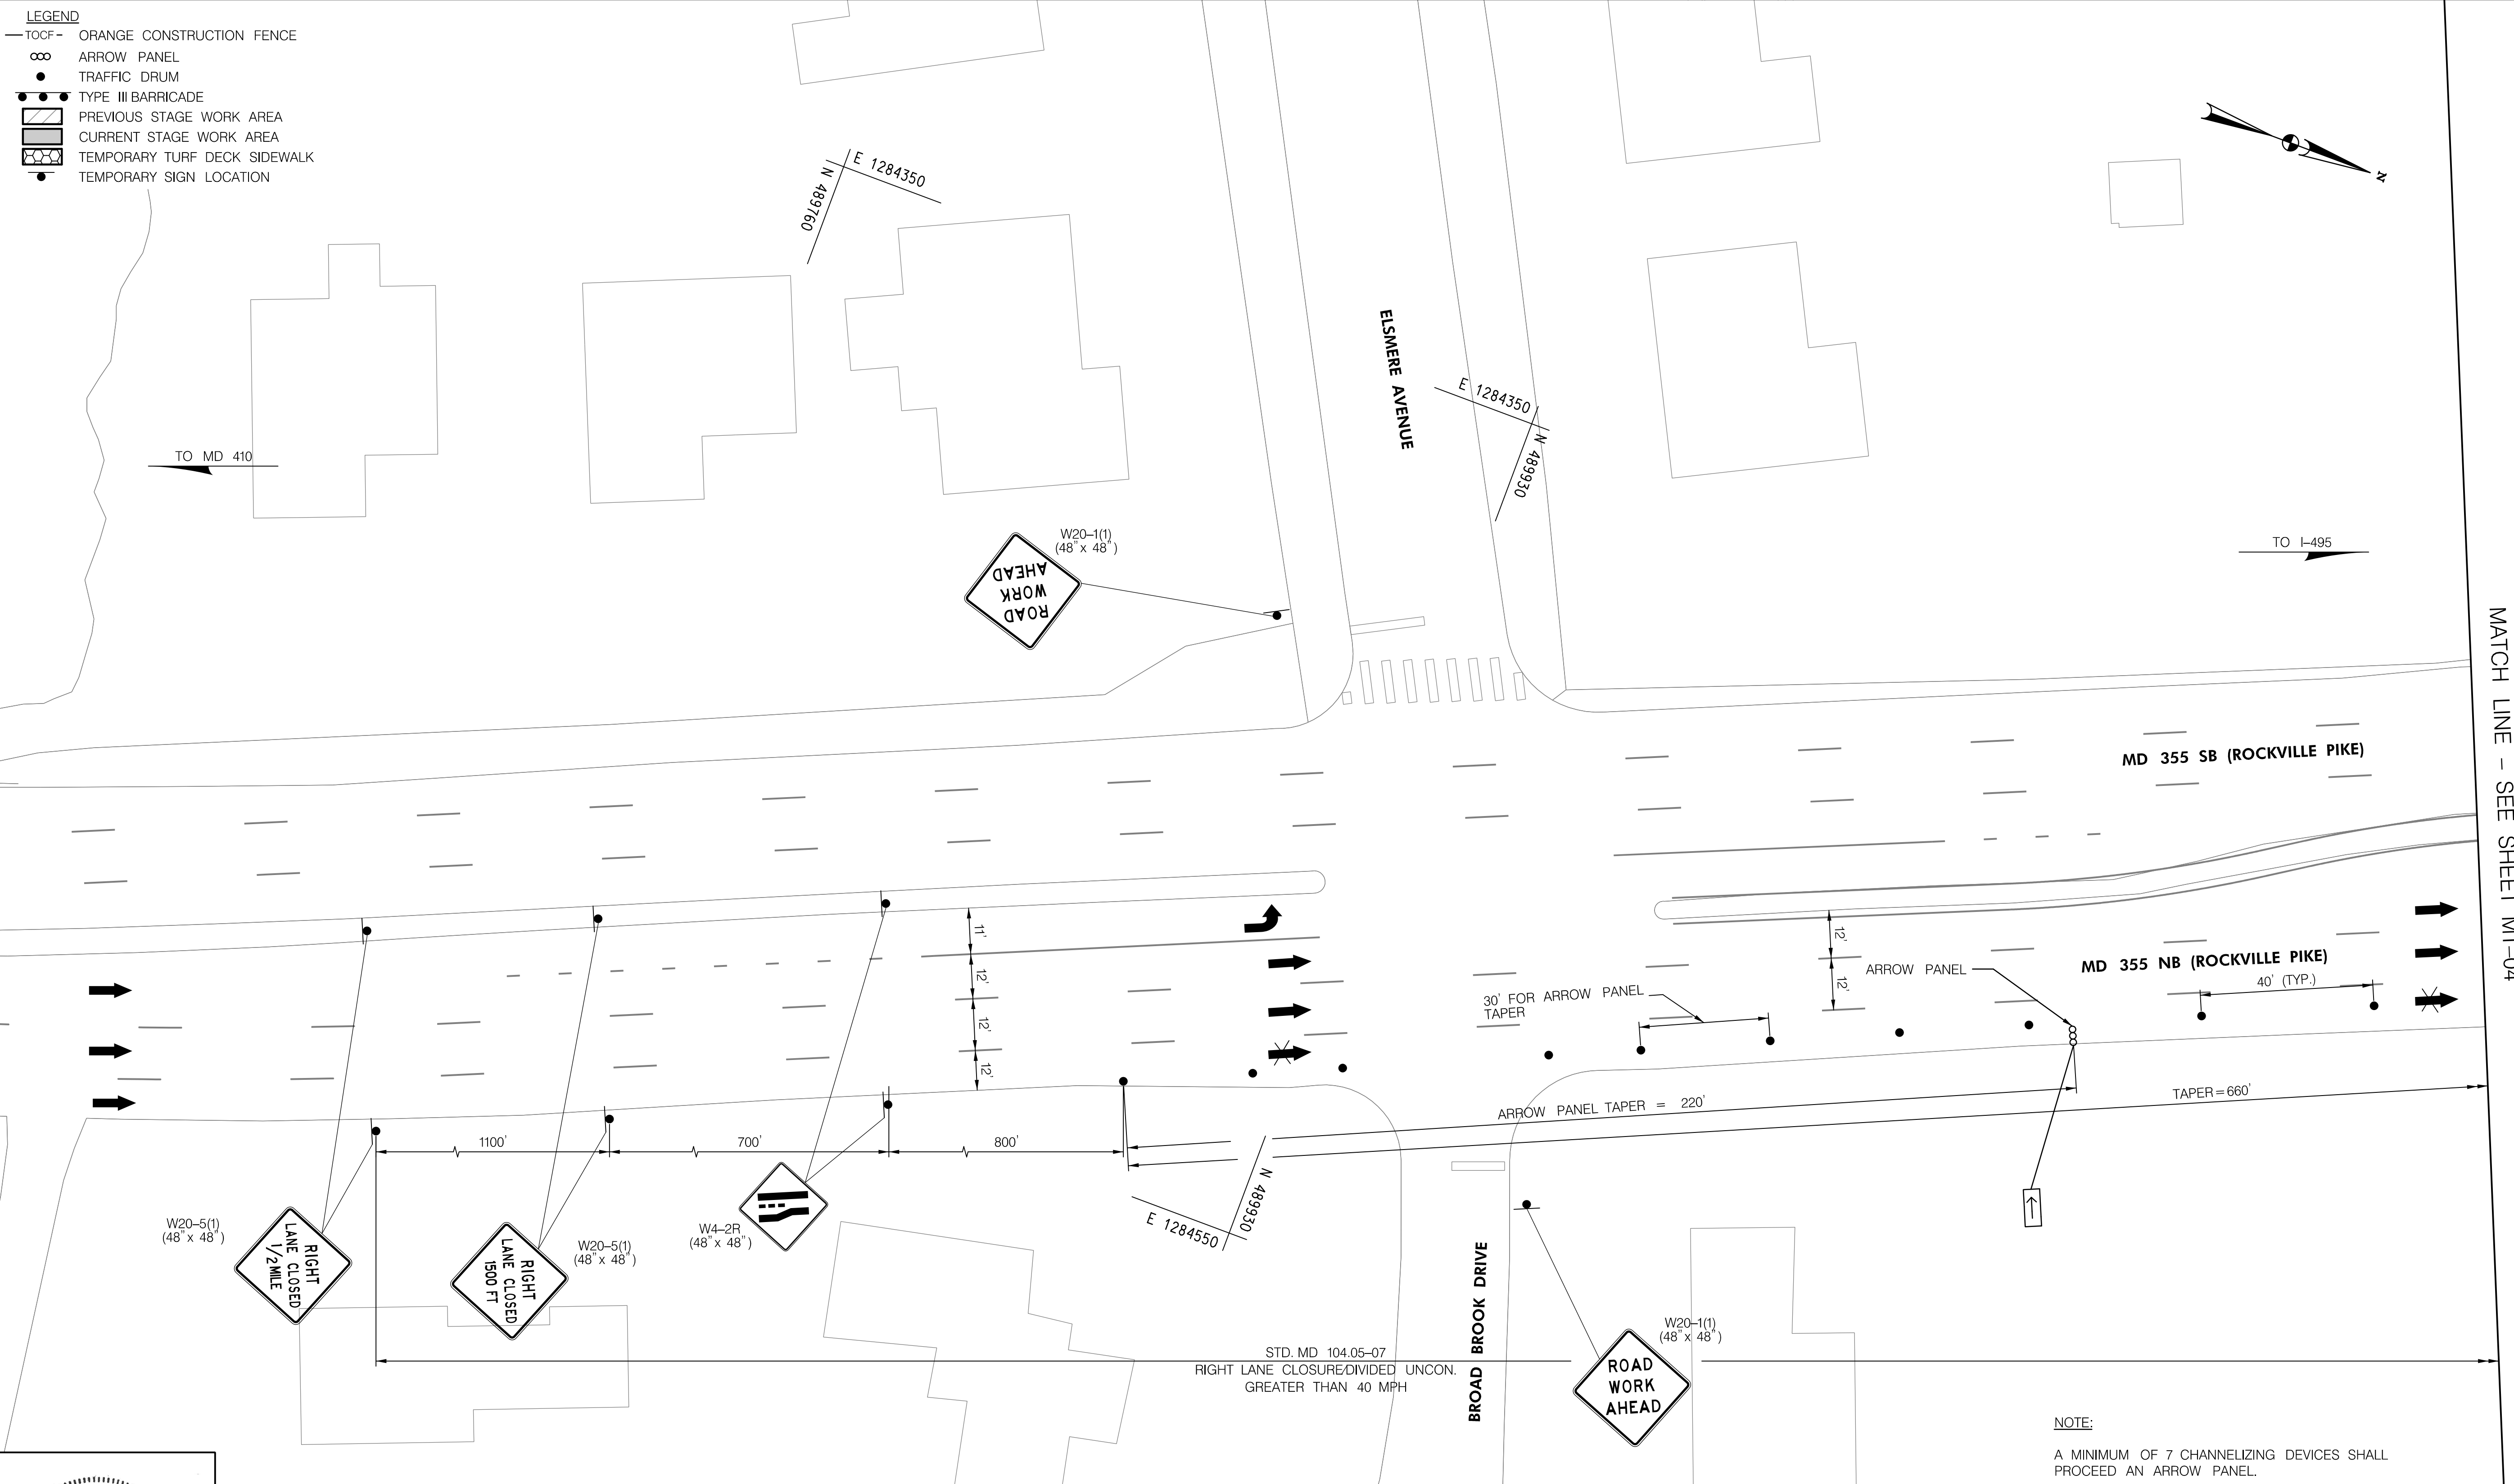 LEGEND
TOCF ORANGE CONSTRUCTION FENCE
ARROW PANEL
TRAFFIC DRUM
TYPE III BARRICADE
PREVIOUS STAGE WORK AREA
CURRENT STAGE WORK AREA
TEMPORARY TURF DECK SIDEWALK
TEMPORARY SIGN LOCATION
E 1284350
N 489760
N
ELSMERE AVENUE
E 1284350
N 489930
TO MD 410
TO I-495
W20-1(1)
(48" x 48")
ROAD
WORK
AHEAD
MATCH LINE - SEE SHEET MT-04
MD 355 SB (ROCKVILLE PIKE)
11'
12'
12'
12'
12'
12'
MD 355 NB (ROCKVILLE PIKE)
ARROW PANEL
30' FOR ARROW PANEL
TAPER
40' (TYP.)
ARROW PANEL TAPER = 220'
TAPER=660'
1100'
700'
800'
W20-5(1)
(48" x 48")
RIGHT
LANE CLOSED
1/2 MILE
RIGHT
LANE CLOSED
1500 FT
W20-5(1)
(48" x 48")
W4-2R
(48" x 48")
N 489930
E 1284550
BROAD BROOK DRIVE
W20-1(1)
(48" x 48")
ROAD
WORK
AHEAD
STD. MD 104.05-07
RIGHT LANE CLOSURE/DIVIDED UNCON.
GREATER THAN 40 MPH
NOTE:
A MINIMUM OF 7 CHANNELIZING DEVICES SHALL
PROCEED AN ARROW PANEL.